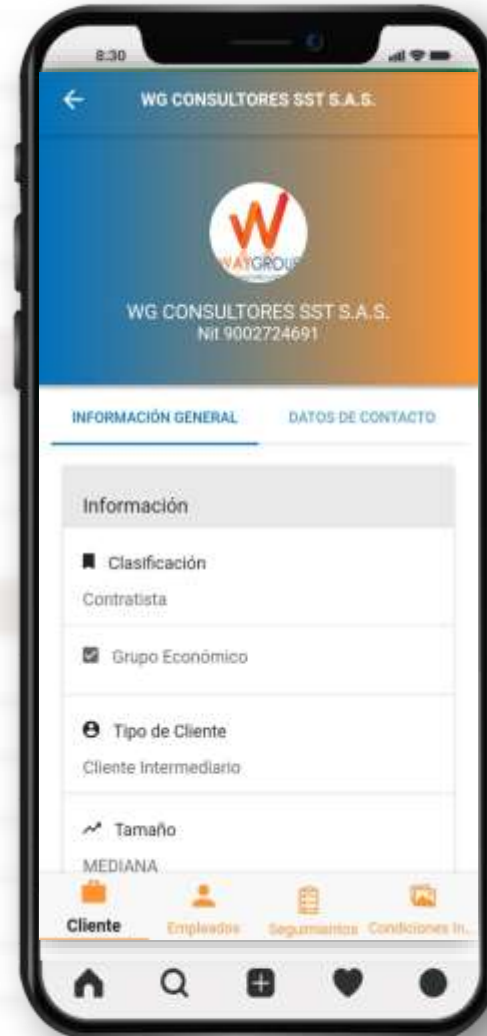 8:30
WG CONSULTORES SST S.A.S.
WAYGROUP
WG CONSULTORES SST S.A.S.
Nit 9002724691
INFORMACIÓN GENERAL DATOS DE CONTACTO
Información
Clasificación
Contratista
Grupo Económico
Tipo de Cliente
Cliente Intermediario
Tamaño
MEDIANA
Cliente Empleados Seguimientos Condiciones In...